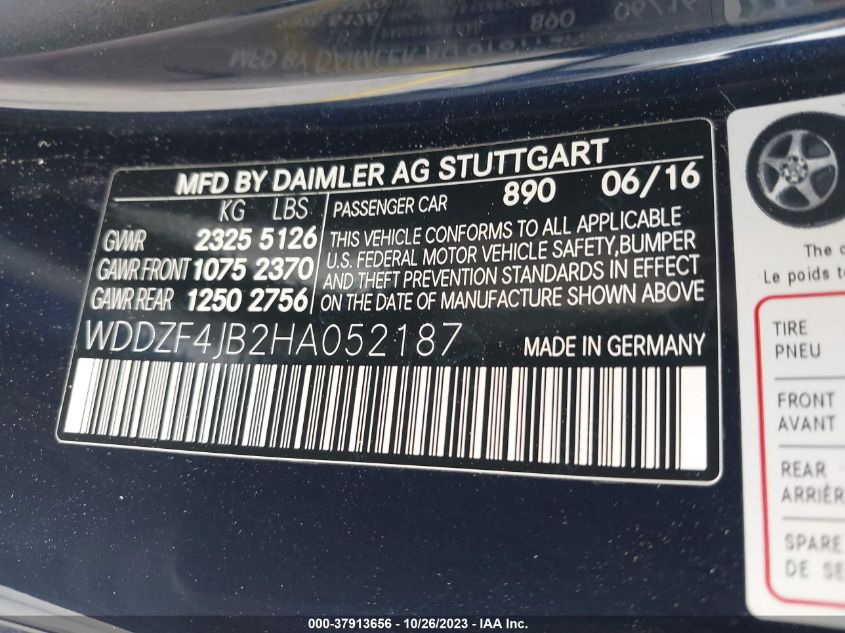 MFD BY DAIMLER AG STUTTGART
KG LBS
GVWR 2325 5126
GAWR FRONT 1075 2370
GAWR REAR 1250 2756
PASSENGER CAR 890 06/16
THIS VEHICLE CONFORMS TO ALL APPLICABLE
U.S. FEDERAL MOTOR VEHICLE SAFETY,BUMPER
AND THEFT PREVENTION STANDARDS IN EFFECT
ON THE DATE OF MANUFACTURE SHOWN ABOVE
WDDZF4JB2HA052187 MADE IN GERMANY
The
Le poids
TIRE
PNEU
FRONT
AVANT
REAR
ARRIÈR
SPARE
DE SE
000-37913656 - 10/26/2023 - IAA Inc.